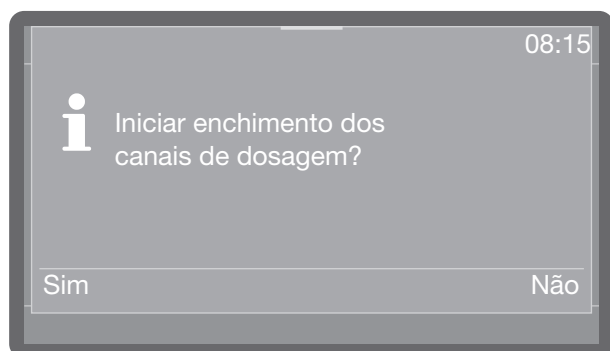 08:15
Iniciar enchimento dos
canais de dosagem?
Sim Não